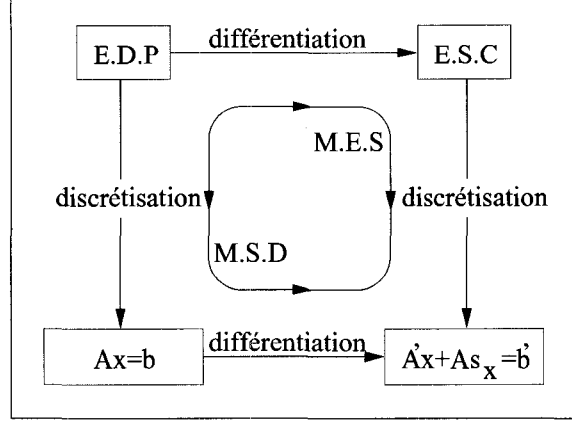 E.D.P
différentiation
E.S.C
M.E.S
discrétisation
discrétisation
M.S.D
Ax=b
différentiation
A'x+As_x=b'